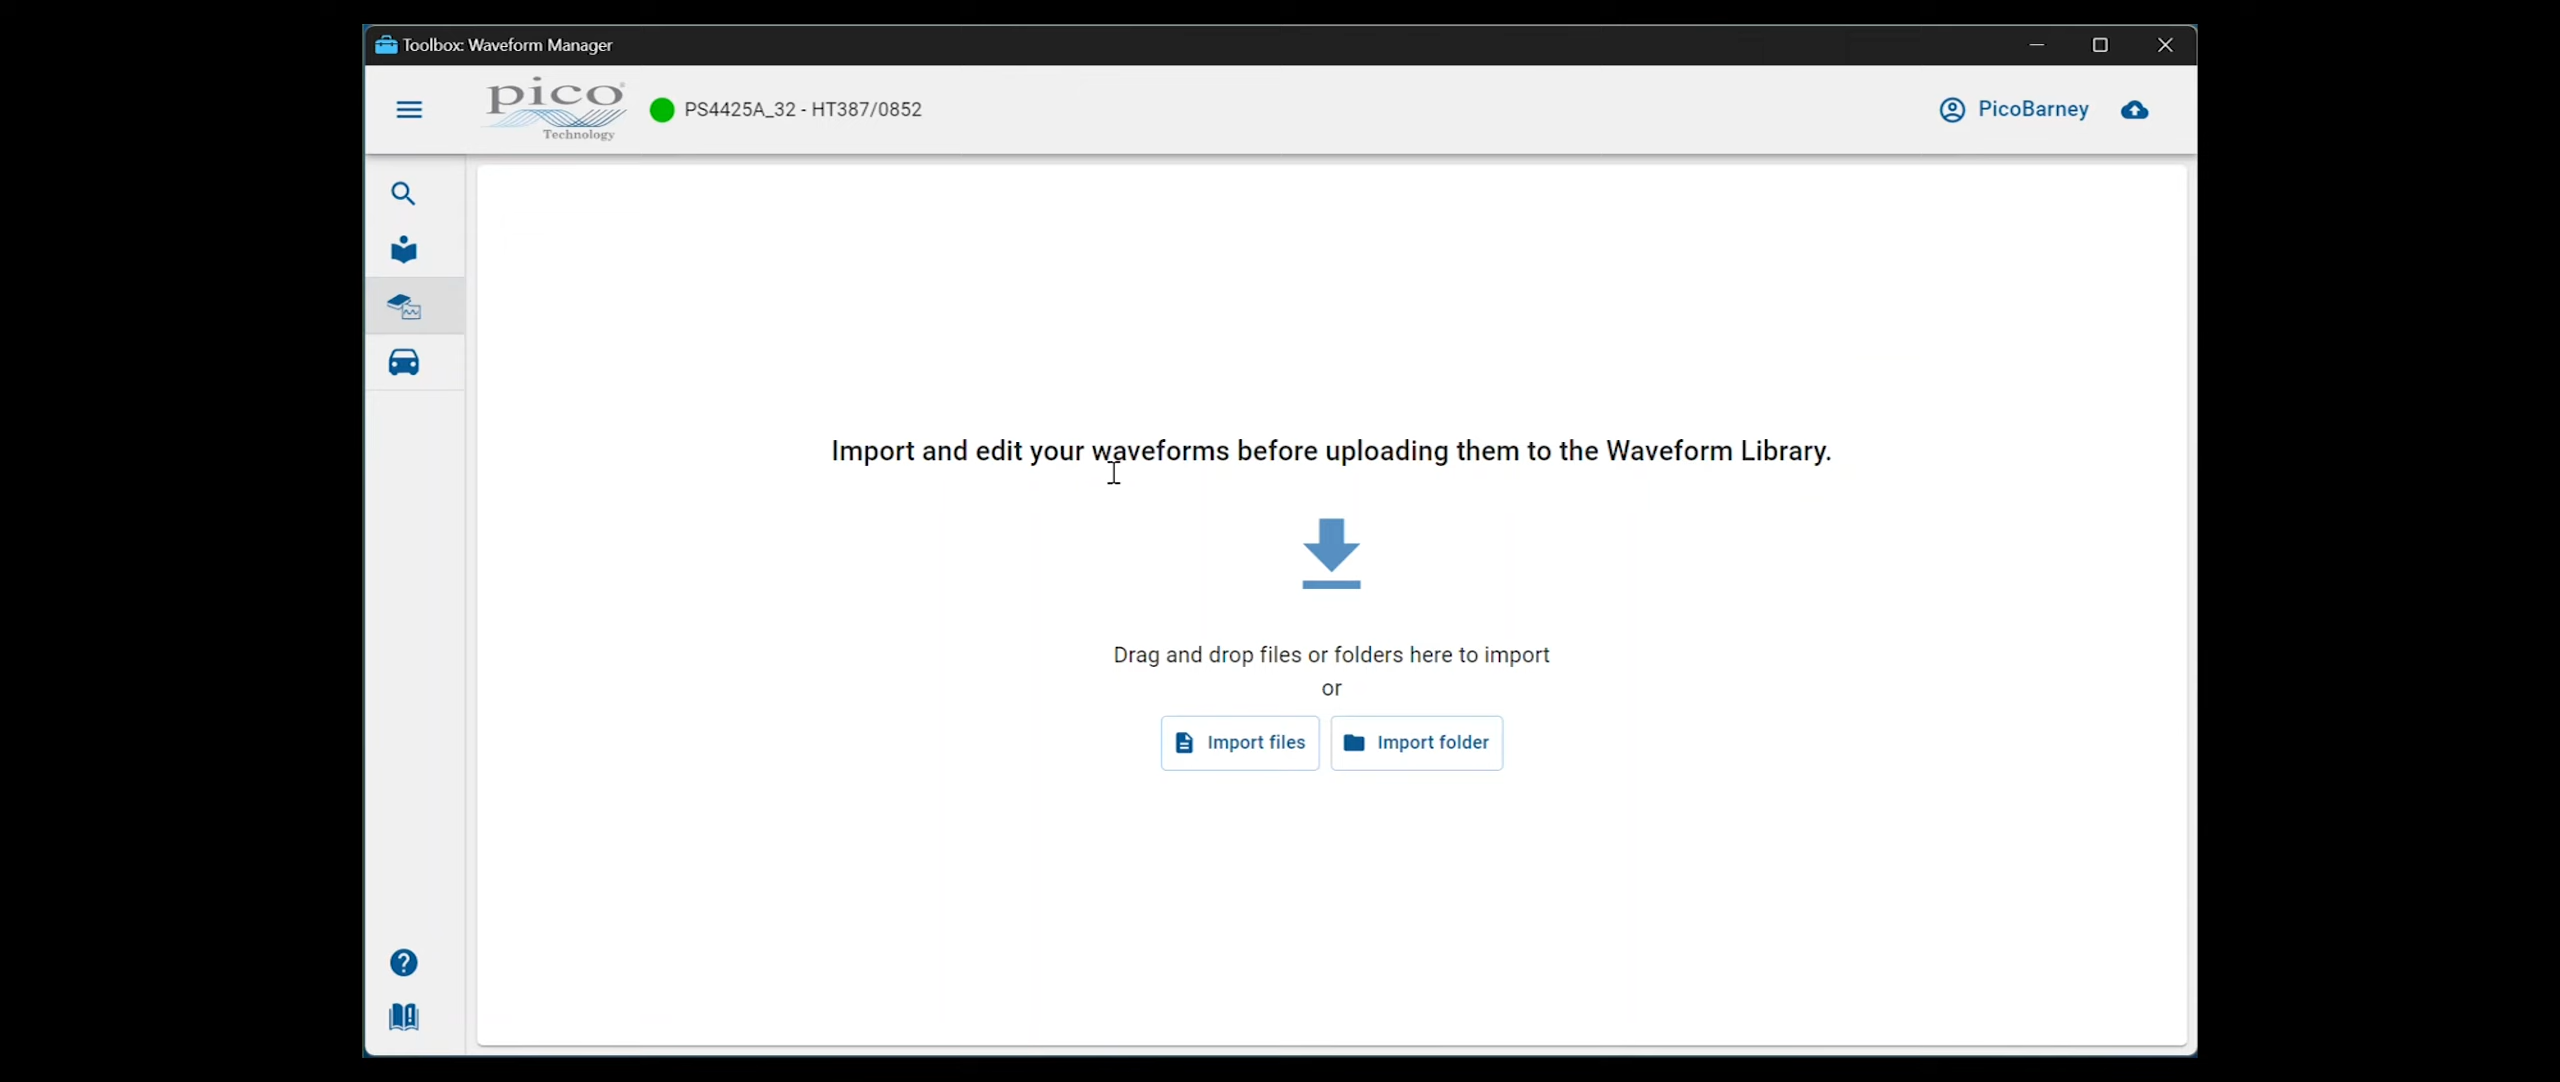 Toolbox: Waveform Manager
pico
Technology
PS4425A_32 - HT387/0852
PicoBarney
Import and edit your waveforms before uploading them to the Waveform Library.
Drag and drop files or folders here to import
or
Import files
Import folder